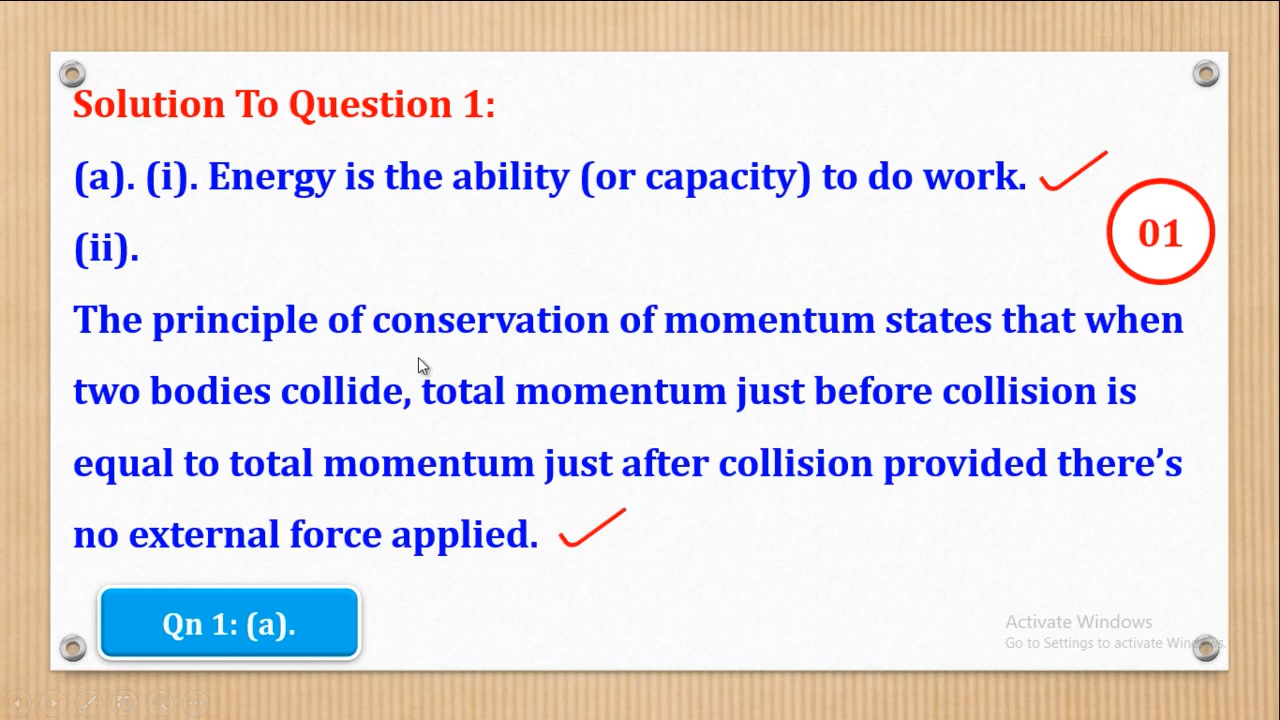 Solution To Question 1:
(a). (i). Energy is the ability (or capacity) to do work.
01
(ii).
The principle of conservation of momentum states that when
two bodies collide, total momentum just before collision is
equal to total momentum just after collision provided there’s
no external force applied.
Qn 1: (a).
Activate Windows
Go to Settings to activate Windows.